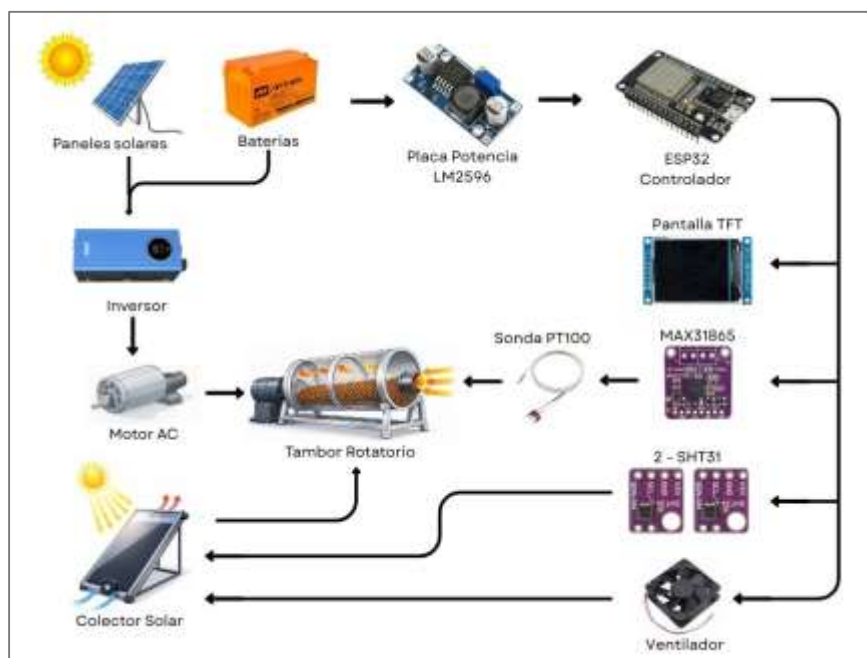 Paneles solares
Baterías
Placa Potencia
LM2596
ESP32
Controlador
Pantalla TFT
Inversor
Sonda PT100
MAX31865
Motor AC
Tambor Rotatorio
2 - SHT31
Colector Solar
Ventilador